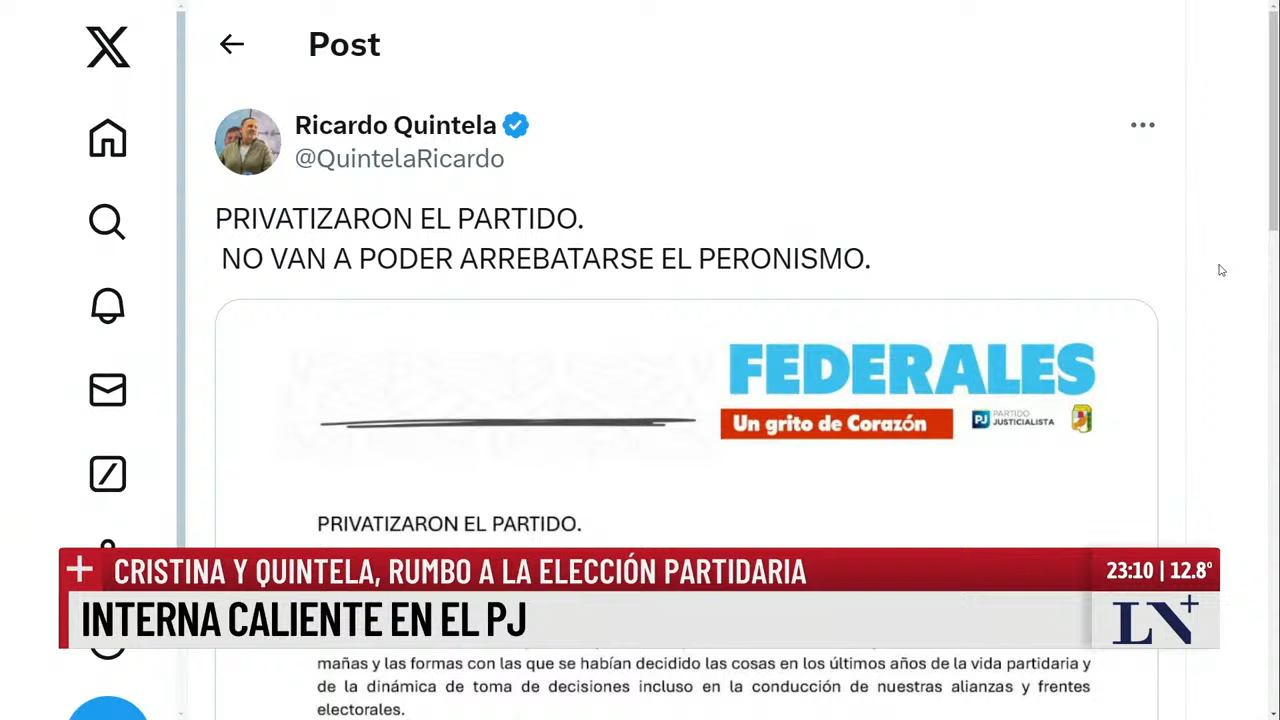 Post
Ricardo Quintela
@QuintelaRicardo
PRIVATIZARON EL PARTIDO.
NO VAN A PODER ARREBATARSE EL PERONISMO.
FEDERALES
Un grito de Corazón
PJ PARTIDO
JUSTICIALISTA
PRIVATIZARON EL PARTIDO.
+ CRISTINA Y QUINTELA, RUMBO A LA ELECCIÓN PARTIDARIA
23:10 | 12.8°
INTERNA CALIENTE EN EL PJ
LN+
mañas y las formas con las que se habían decidido las cosas en los últimos años de la vida partidaria y
de la dinámica de toma de decisiones incluso en la conducción de nuestras alianzas y frentes
electorales.